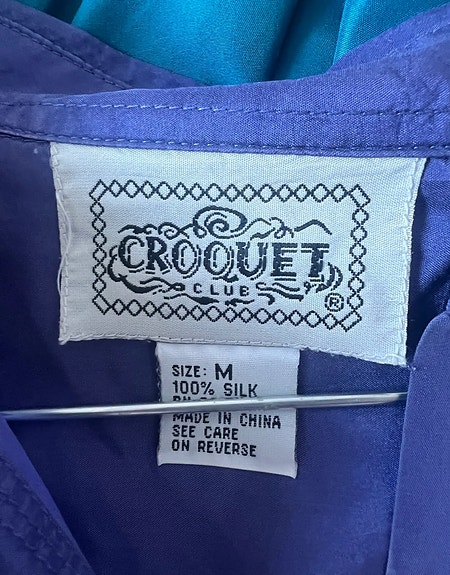 CROQUET
CLUB
®
SIZE: M
100% SILK
MADE IN CHINA
SEE CARE
ON REVERSE